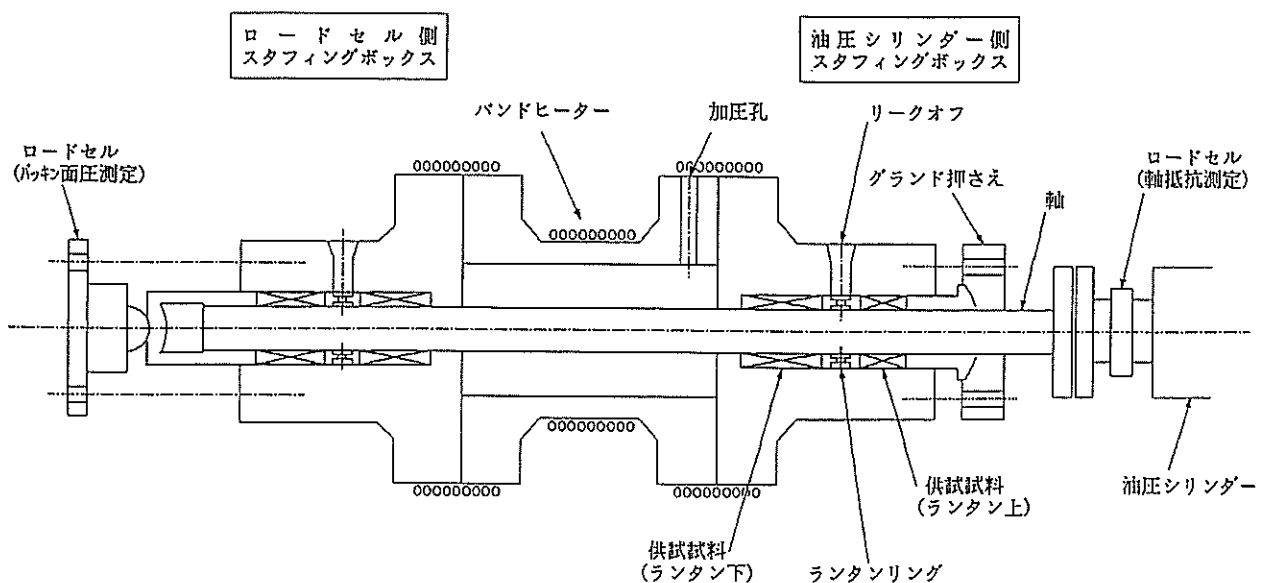 ロードセル側
スタフィングボックス
油圧シリンダー側
スタフィングボックス
バンドヒーター
加圧孔
リークオフ
ロードセル
(パッキン面圧測定)
グランド押さえ
ロードセル
(軸抵抗測定)
軸
供試試料
(ランタン上)
油圧シリンダー
供試試料
(ランタン下)
ランタンリング